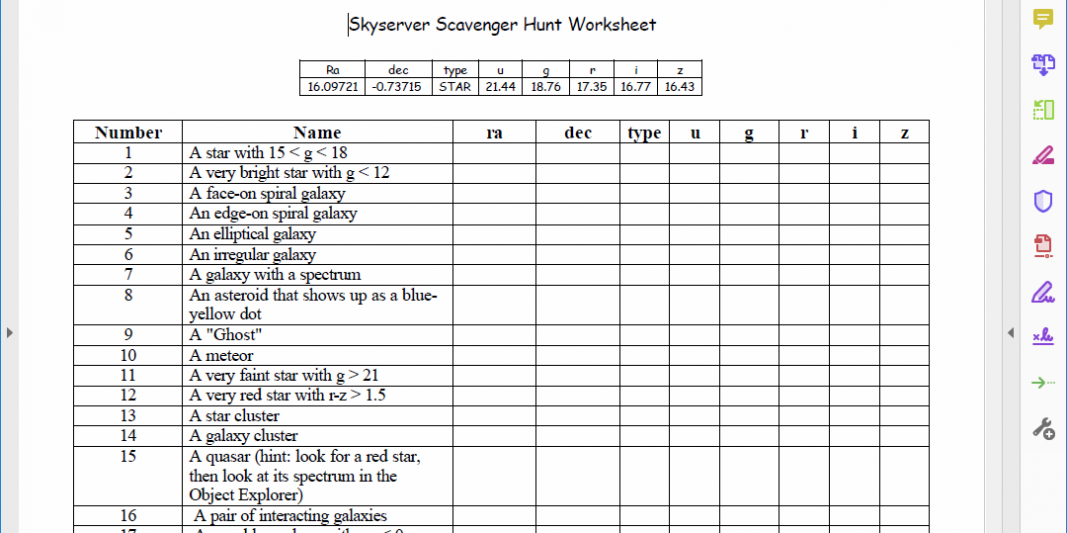 Skyserver Scavenger Hunt Worksheet
Ra dec type u g r i z
16.09721 -0.73715 STAR 21.44 18.76 17.35 16.77 16.43
Number Name ra dec type u g r i z
1 A star with 15 < g < 18
2 A very bright star with g < 12
3 A face-on spiral galaxy
4 An edge-on spiral galaxy
5 An elliptical galaxy
6 An irregular galaxy
7 A galaxy with a spectrum
8 An asteroid that shows up as a blue-
yellow dot
9 A "Ghost"
10 A meteor
11 A very faint star with g > 21
12 A very red star with r-z > 1.5
13 A star cluster
14 A galaxy cluster
15 A quasar (hint: look for a red star,
then look at its spectrum in the
Object Explorer)
16 A pair of interacting galaxies